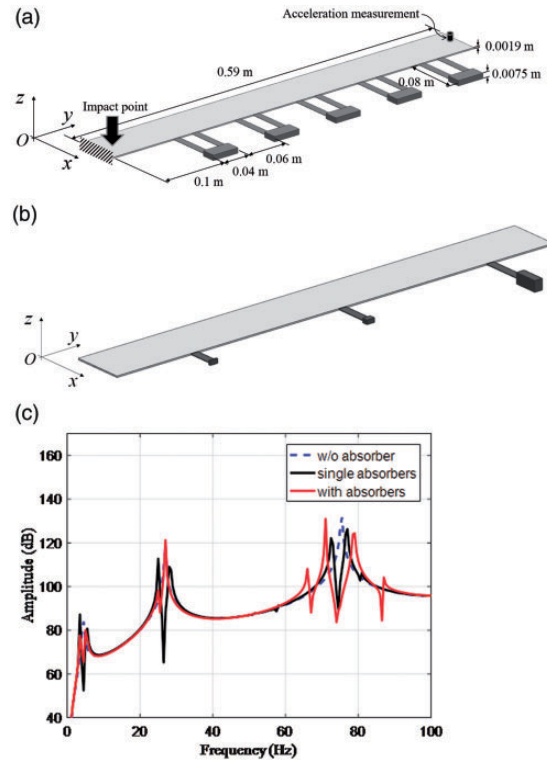 (a)
Acceleration measurement
0.59 m
0.0019 m
0.0075 m
0.08 m
Impact point
z
y
O
x
0.06 m
0.04 m
0.1 m
(b)
z
y
O
x
(c)
w/o absorber
single absorbers
with absorbers
Amplitude (dB)
160
140
120
100
80
60
40
0 20 40 60 80 100
Frequency (Hz)